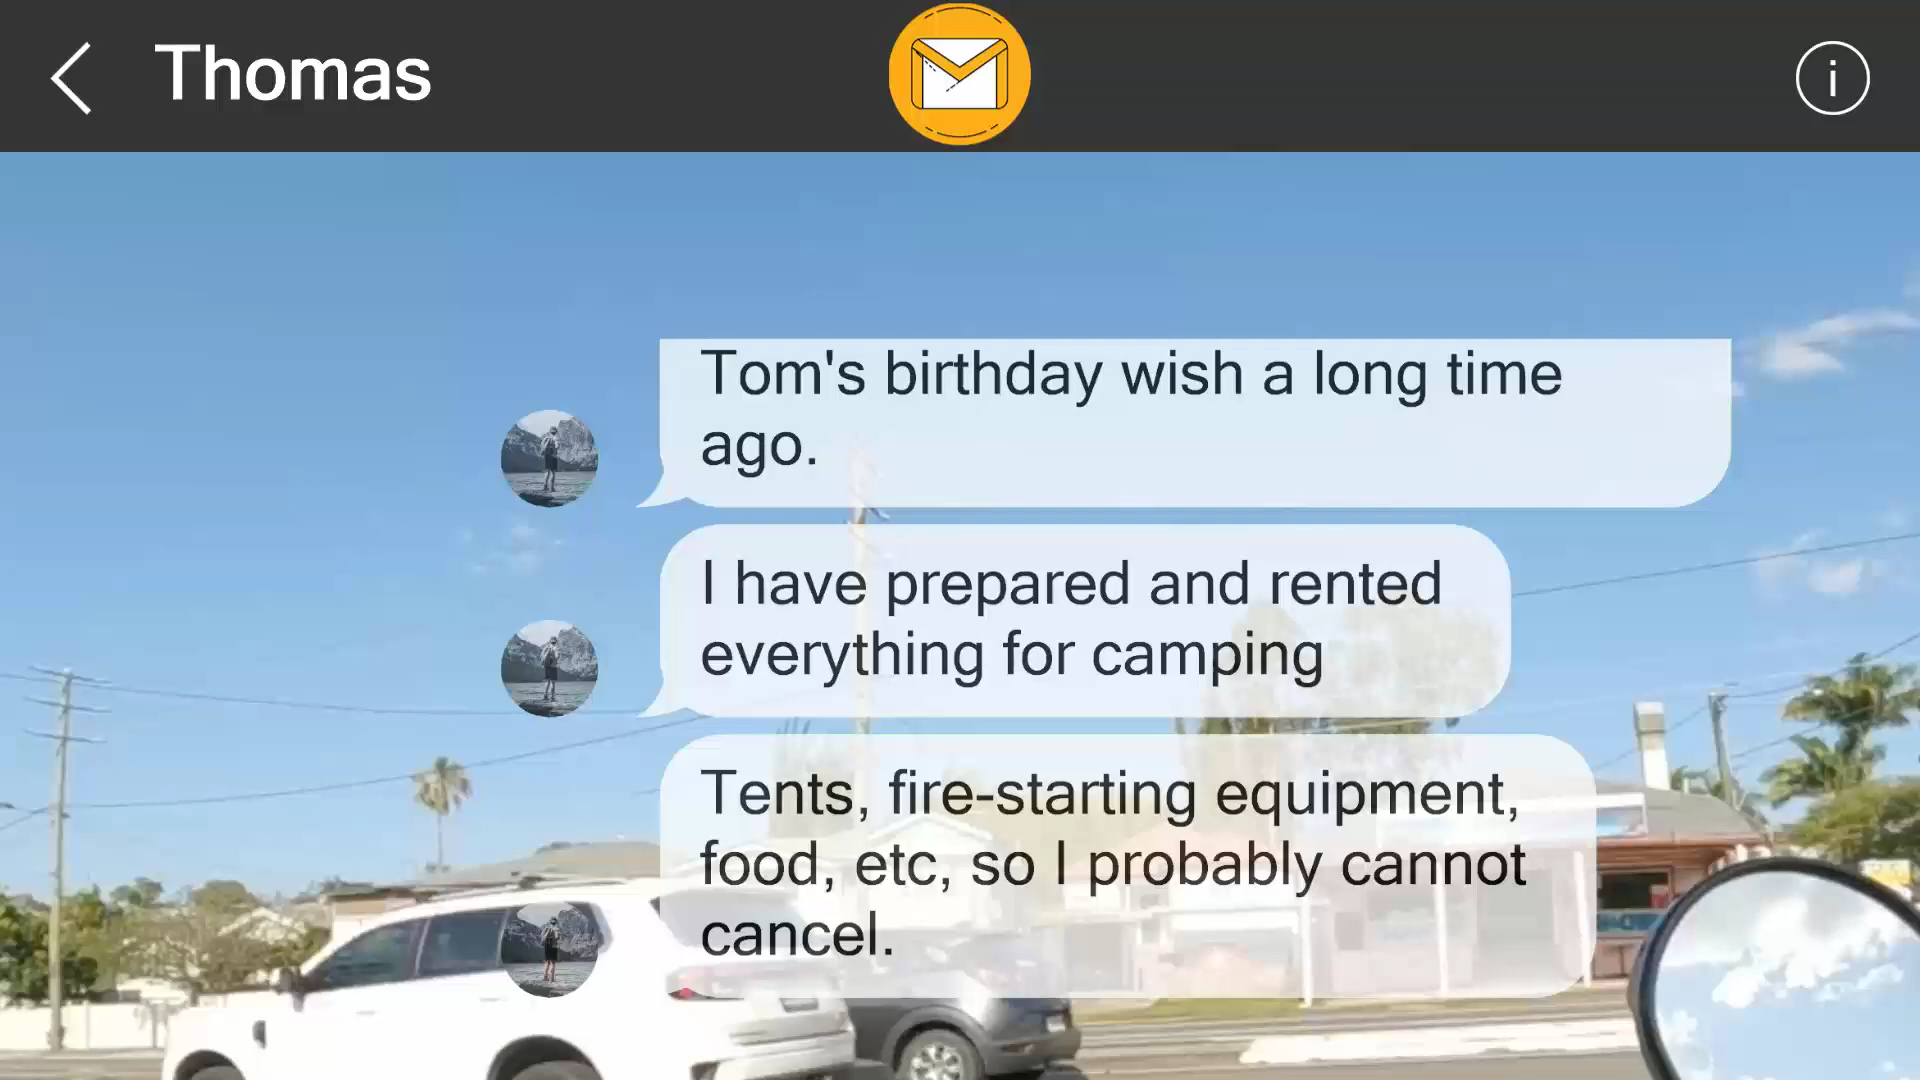 Thomas
Tom's birthday wish a long time
ago.
I have prepared and rented
everything for camping
Tents, fire-starting equipment,
food, etc, so I probably cannot
cancel.